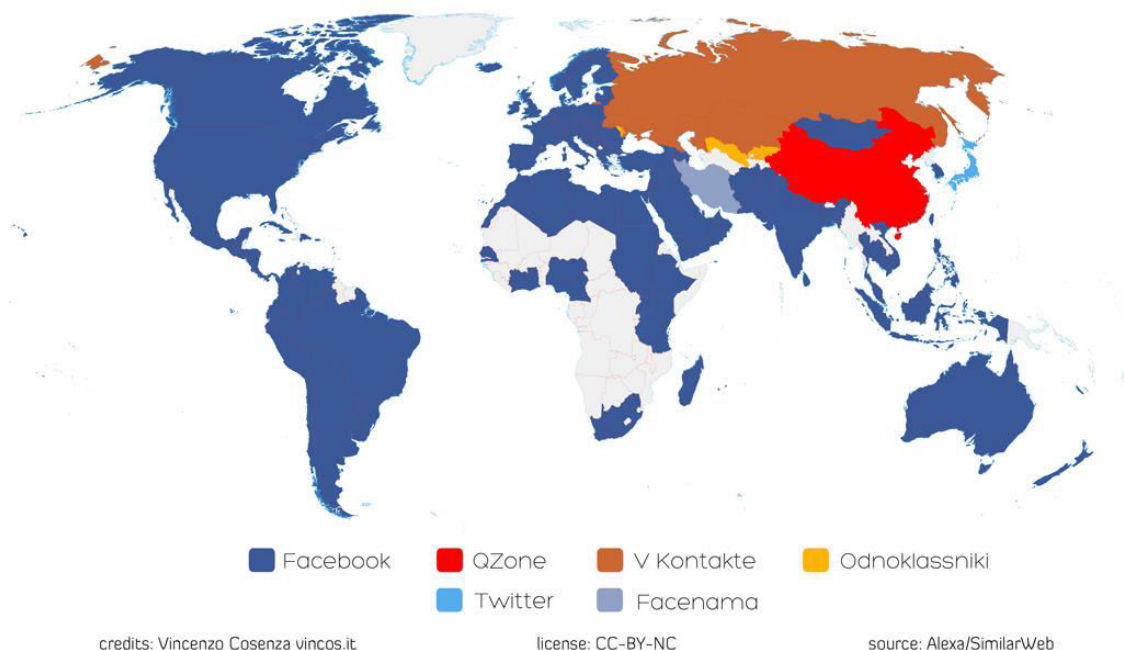 Facebook QZone V Kontakte Odnoklassniki
Twitter Facenama
credits: Vincenzo Cosenza vincos.it license: CC-BY-NC source: Alexa/SimilarWeb